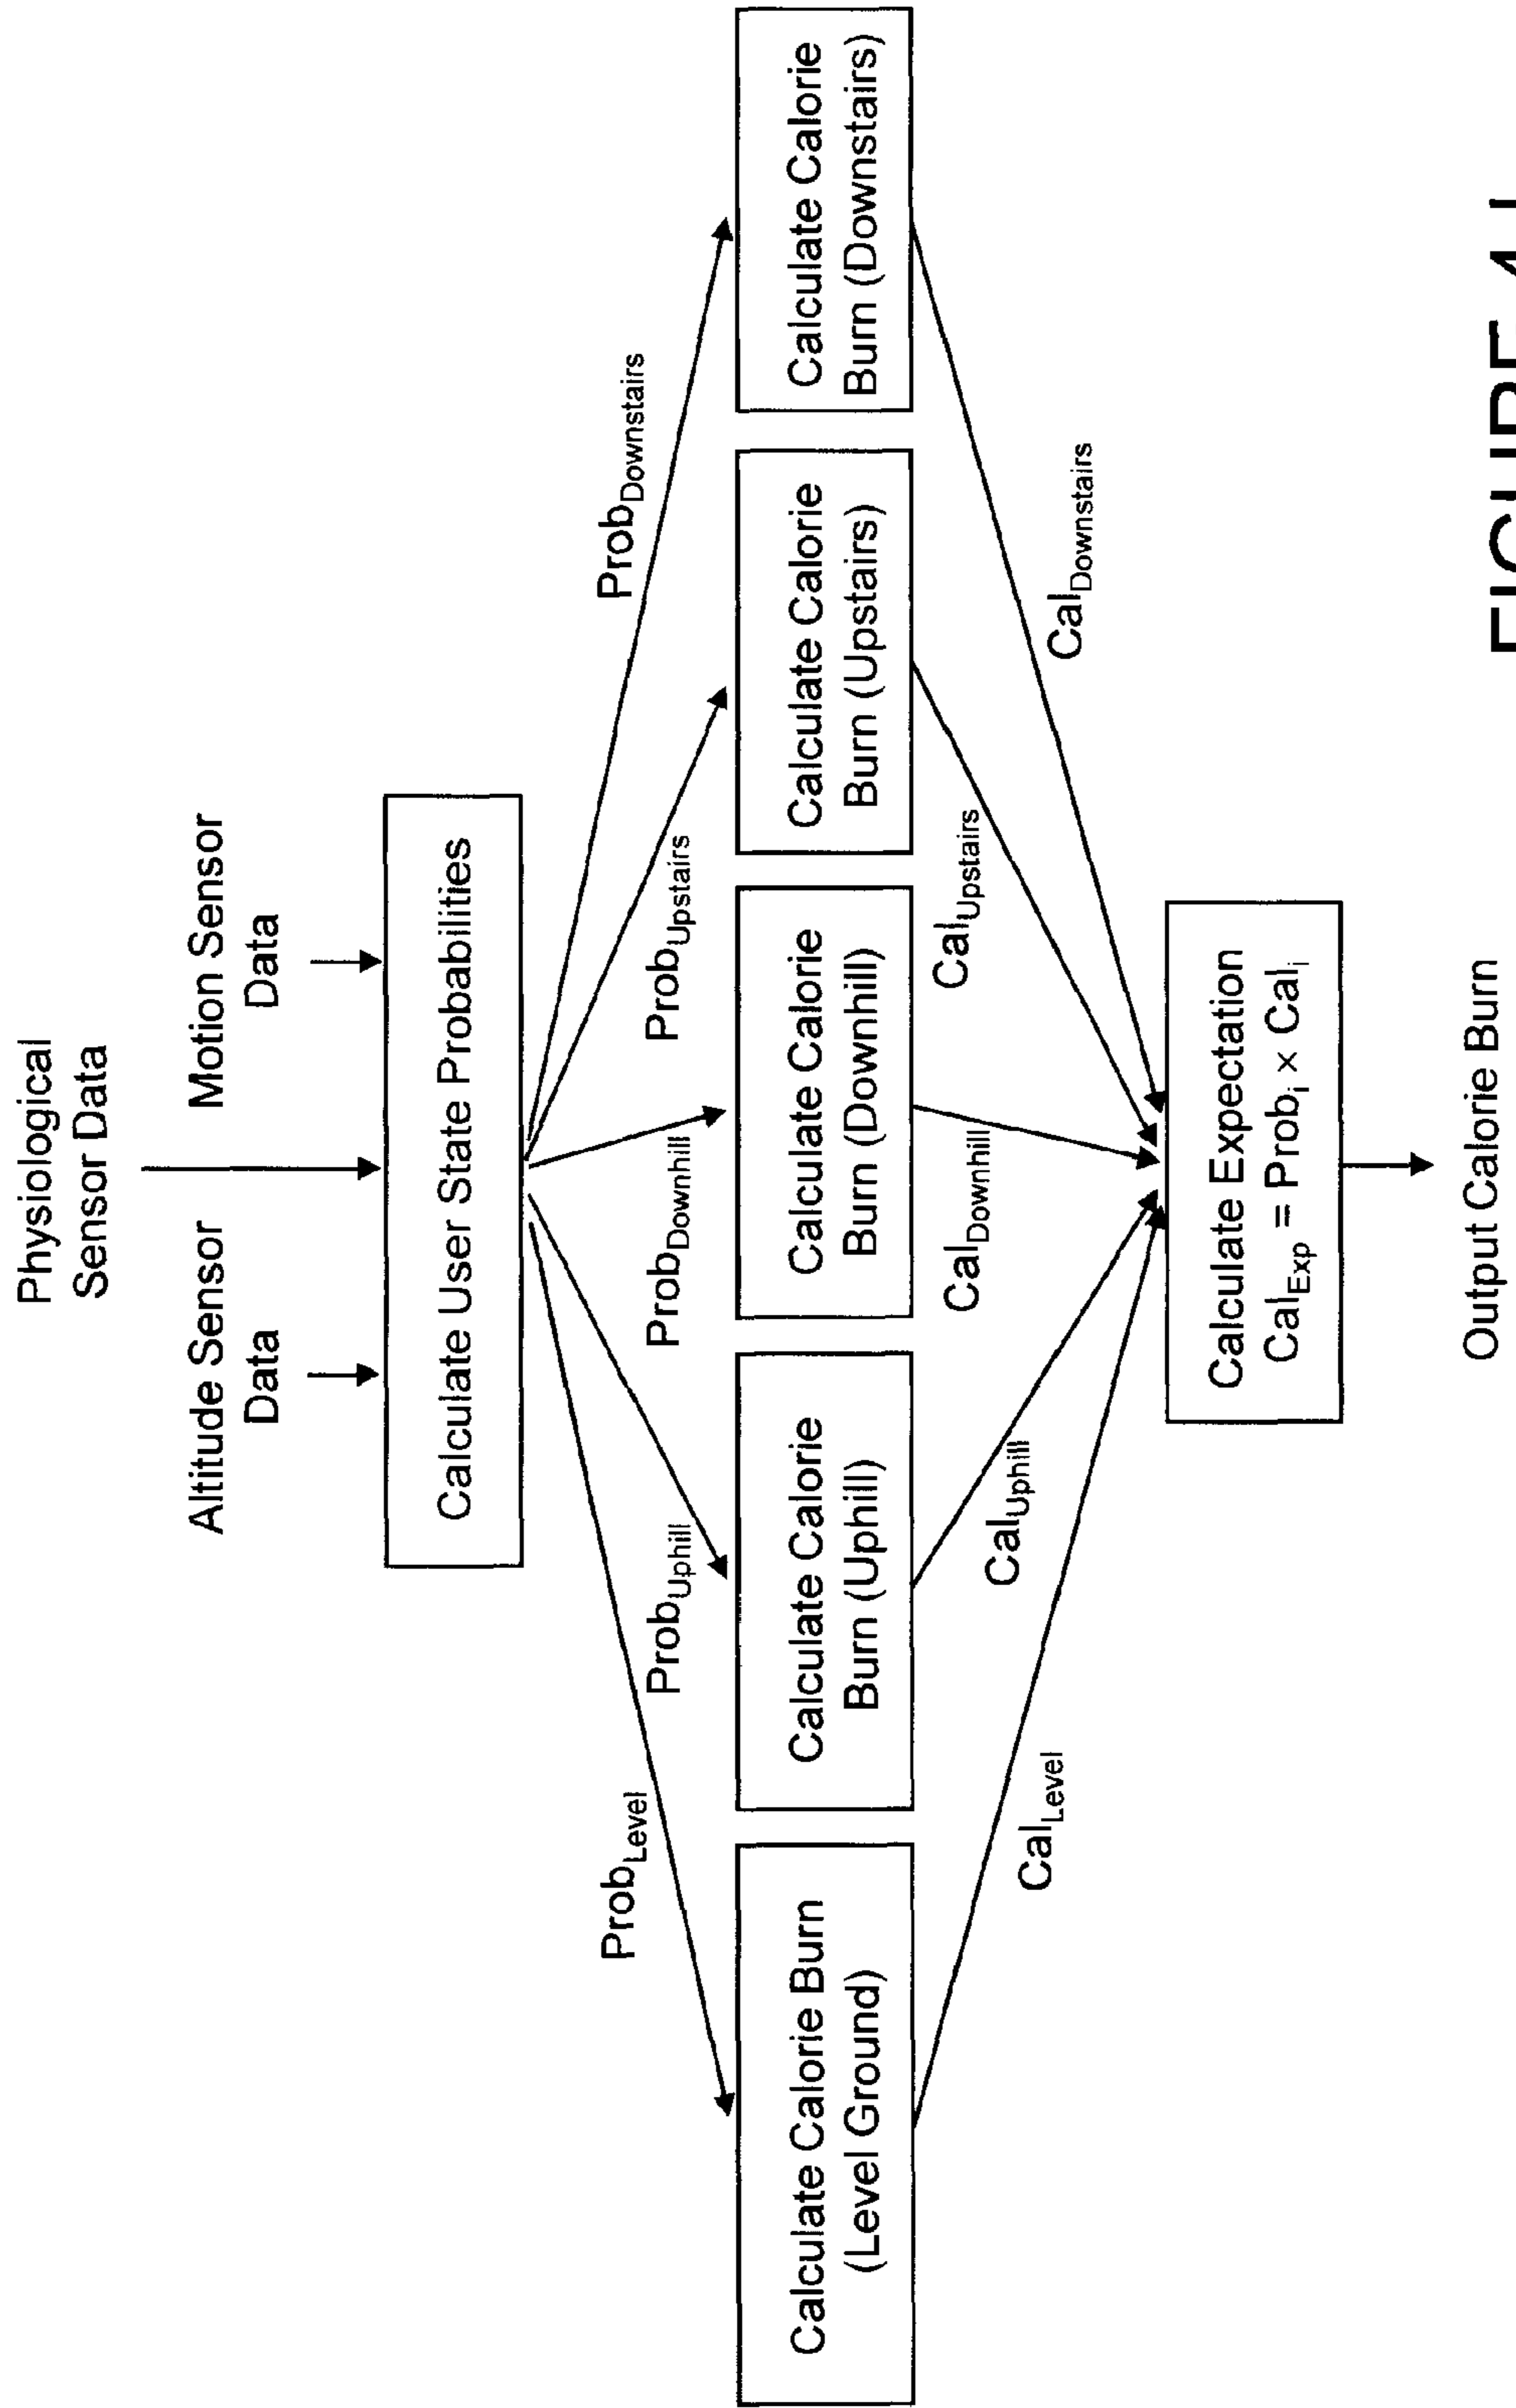 Physiological
Sensor Data
Altitude Sensor
Data
Motion Sensor
Data
Calculate User State Probabilities
Prob_Level
Prob_Uphill
Prob_Downhill
Prob_Upstairs
Prob_Downstairs
Calculate Calorie Burn
(Level Ground)
Calculate Calorie
Burn (Uphill)
Calculate Calorie
Burn (Downhill)
Calculate Calorie
Burn (Upstairs)
Calculate Calorie
Burn (Downstairs)
Cal_Level
Cal_Uphill
Cal_Downhill
Cal_Upstairs
Cal_Downstairs
Calculate Expectation
Cal_Exp = Prob_i × Cal_i
Output Calorie Burn
FIGURE